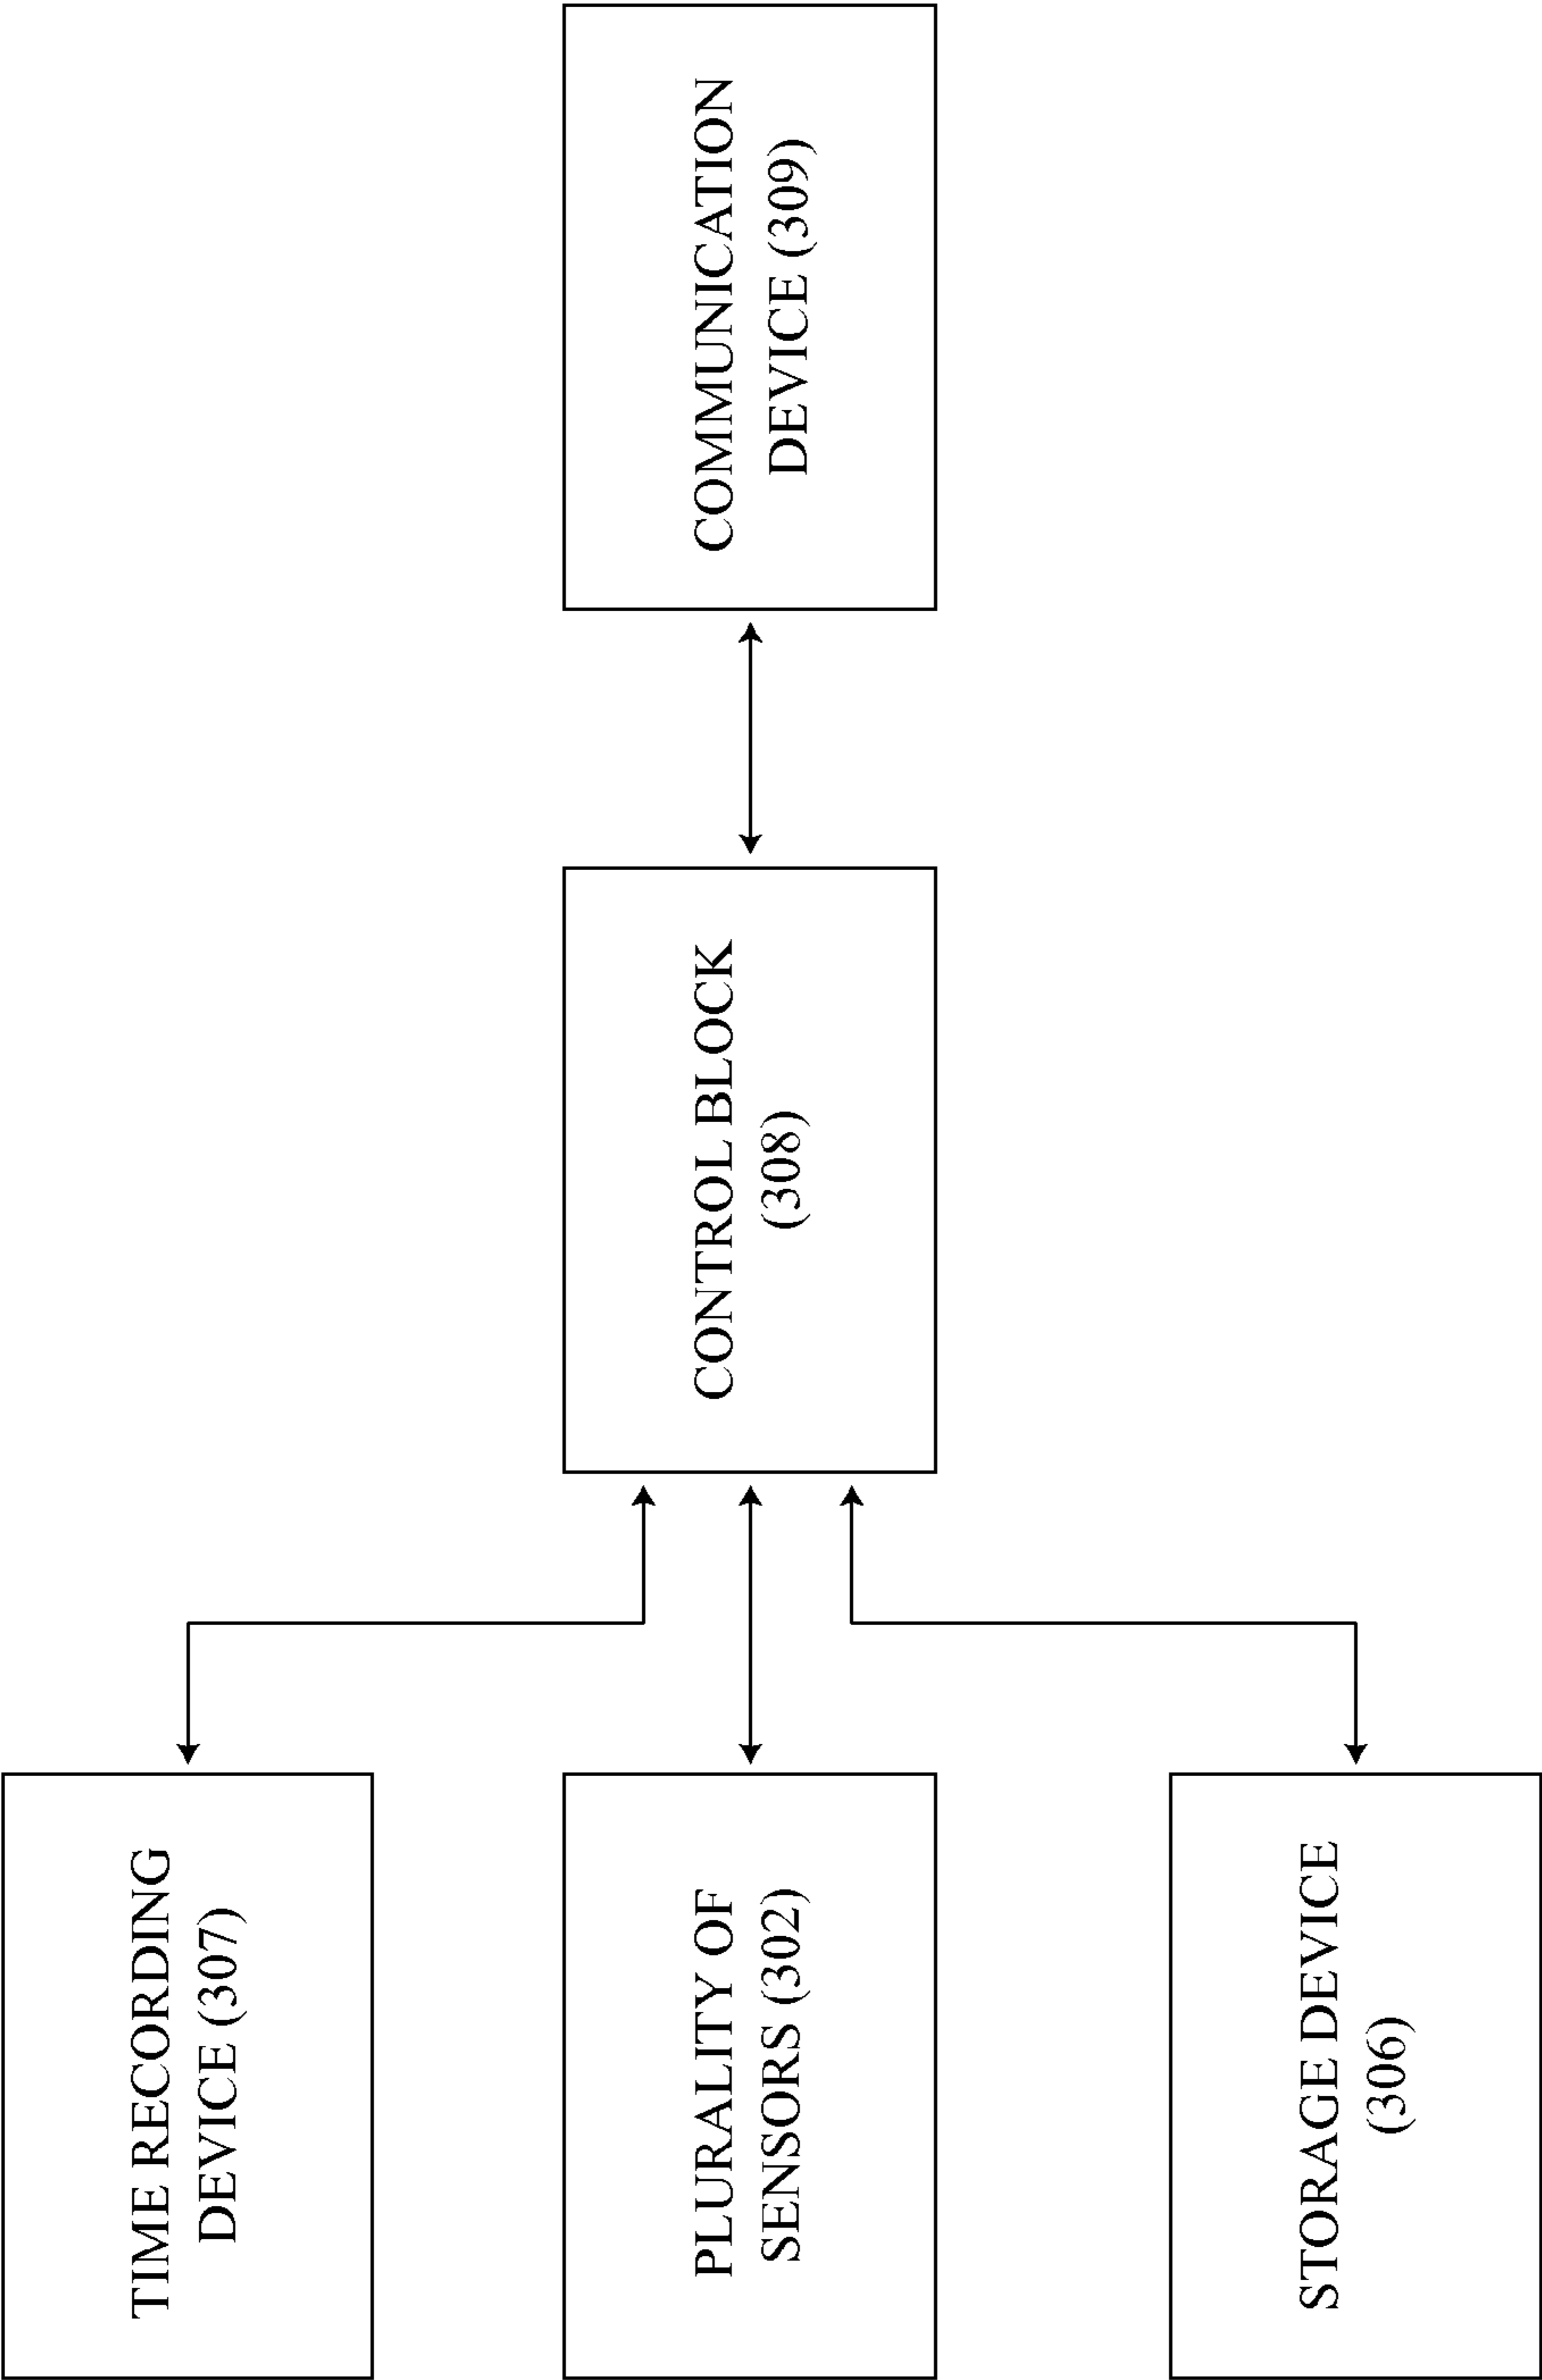 TIME RECORDING
DEVICE (307)
PLURALITY OF
SENSORS (302)
STORAGE DEVICE
(306)
CONTROL BLOCK
(308)
COMMUNICATION
DEVICE (309)